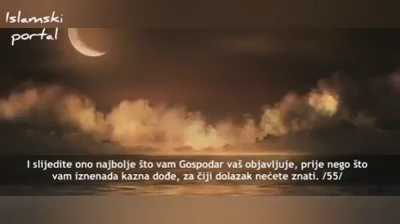 Islamski
portal
I slijedite ono najbolje što vam Gospodar vaš objavljuje, prije nego što
vam iznenada kazna dođe, za čiji dolazak nećete znati. /55/